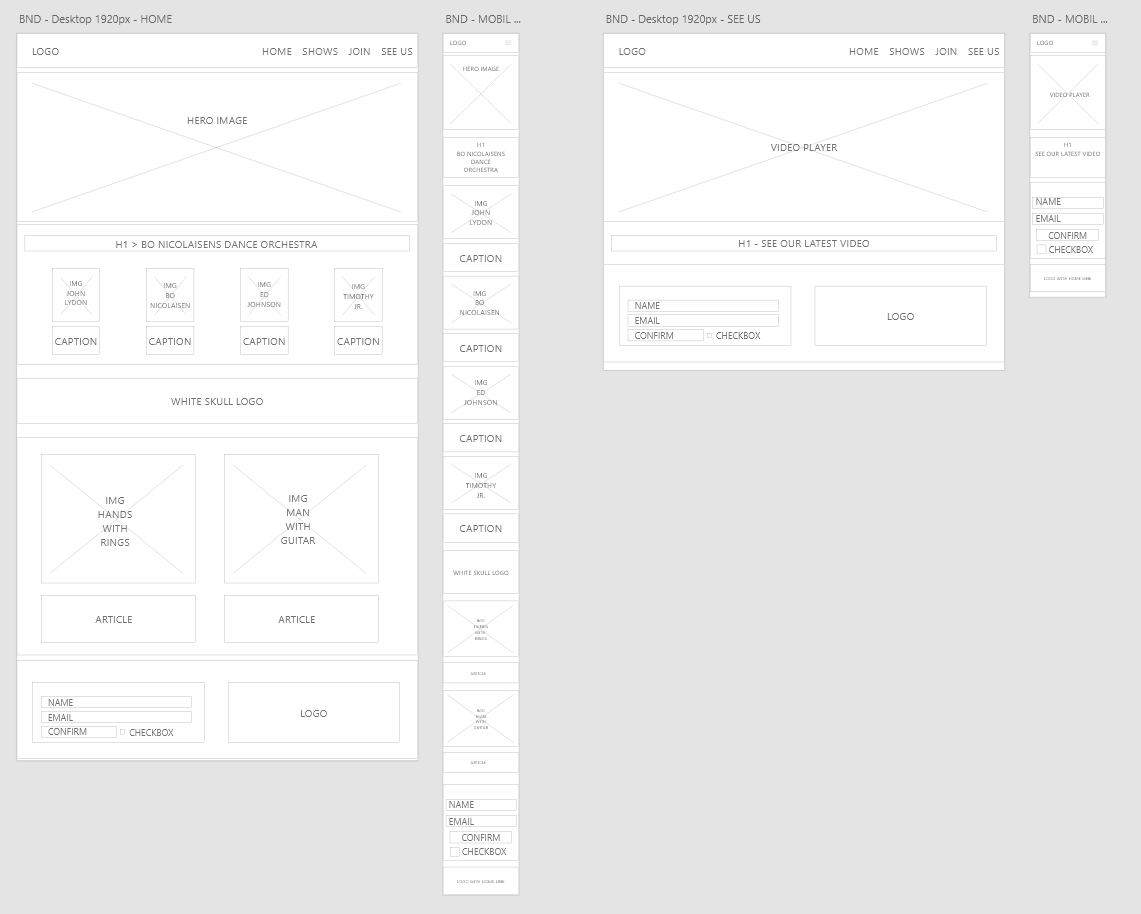 BND - Desktop 1920px - HOME
LOGO
HOME SHOWS JOIN SEE US
HERO IMAGE
H1 > BO NICOLAISENS DANCE ORCHESTRA
IMG
JOHN
LYDON
IMG
BO
NICOLAISEN
IMG
ED
JOHNSON
IMG
TIMOTHY
JR.
CAPTION CAPTION CAPTION CAPTION
WHITE SKULL LOGO
IMG
HANDS
WITH
RINGS
IMG
MAN
WITH
GUITAR
ARTICLE ARTICLE
NAME
EMAIL
CONFIRM CHECKBOX
LOGO
BND - MOBIL ...
LOGO
HERO IMAGE
H1
BO NICOLAISENS
DANCE
ORCHESTRA
IMG
JOHN
LYDON
CAPTION
IMG
BO
NICOLAISEN
CAPTION
IMG
ED
JOHNSON
CAPTION
IMG
TIMOTHY
JR.
CAPTION
WHITE SKULL LOGO
IMG
HANDS
WITH
RINGS
ARTICLE
IMG
MAN
WITH
GUITAR
ARTICLE
NAME
EMAIL
CONFIRM
CHECKBOX
LOGO WITH HOME LINK
BND - Desktop 1920px - SEE US
LOGO
HOME SHOWS JOIN SEE US
VIDEO PLAYER
H1 - SEE OUR LATEST VIDEO
NAME
EMAIL
CONFIRM CHECKBOX
LOGO
BND - MOBIL ...
LOGO
VIDEO PLAYER
H1
SEE OUR LATEST VIDEO
NAME
EMAIL
CONFIRM
CHECKBOX
LOGO WITH HOME LINK